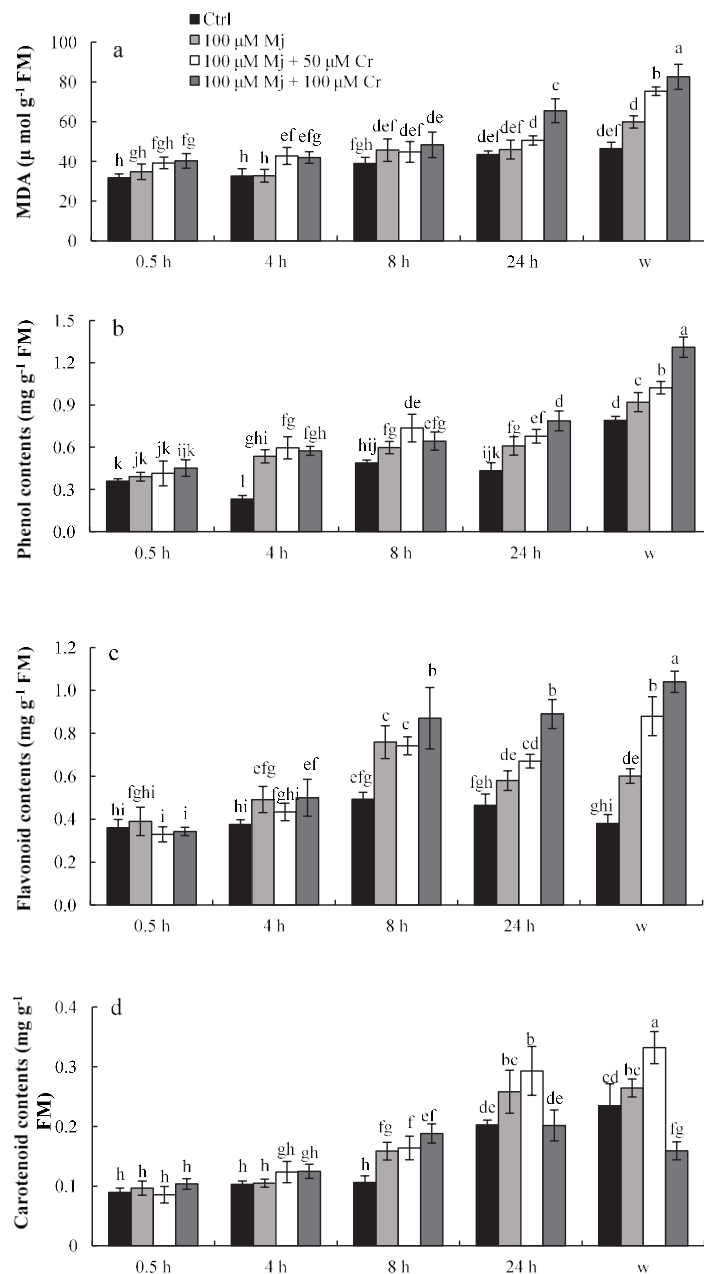 Ctrl
100 μM Mj
100 μM Mj + 50 μM Cr
100 μM Mj + 100 μM Cr
a
MDA (μ mol g-1 FM)
100
80
60
40
20
0
h gh fgh fg
h h ef efg
fgh def def de
def def d c
def d b a
0.5 h 4 h 8 h 24 h w
b
Phenol contents (mg g-1 FM)
1.5
1.2
0.9
0.6
0.3
0.0
k jk jk ijk
l ghi fg fgh
hij fg de efg
ijk fg ef d
d c b a
0.5 h 4 h 8 h 24 h w
c
Flavonoid contents (mg g-1 FM)
1.2
1.0
0.8
0.6
0.4
0.2
0.0
hi fghi i i
hi efg fghi ef
efg c c b
fgh de cd b
ghi de b a
0.5 h 4 h 8 h 24 h w
d
Carotenoid contents (mg g-1
FM)
0.4
0.3
0.2
0.1
0
h h h h
h h gh gh
h fg f ef
de bc b de
cd bc a fg
0.5 h 4 h 8 h 24 h w